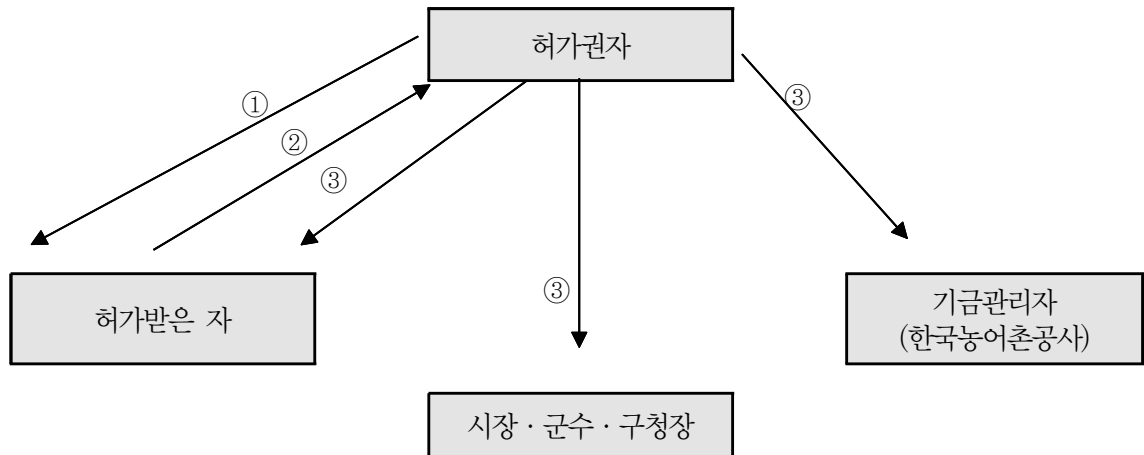 허가권자
①
②
③
③
③
허가받은 자
기금관리자
(한국농어촌공사)
시장 · 군수 · 구청장